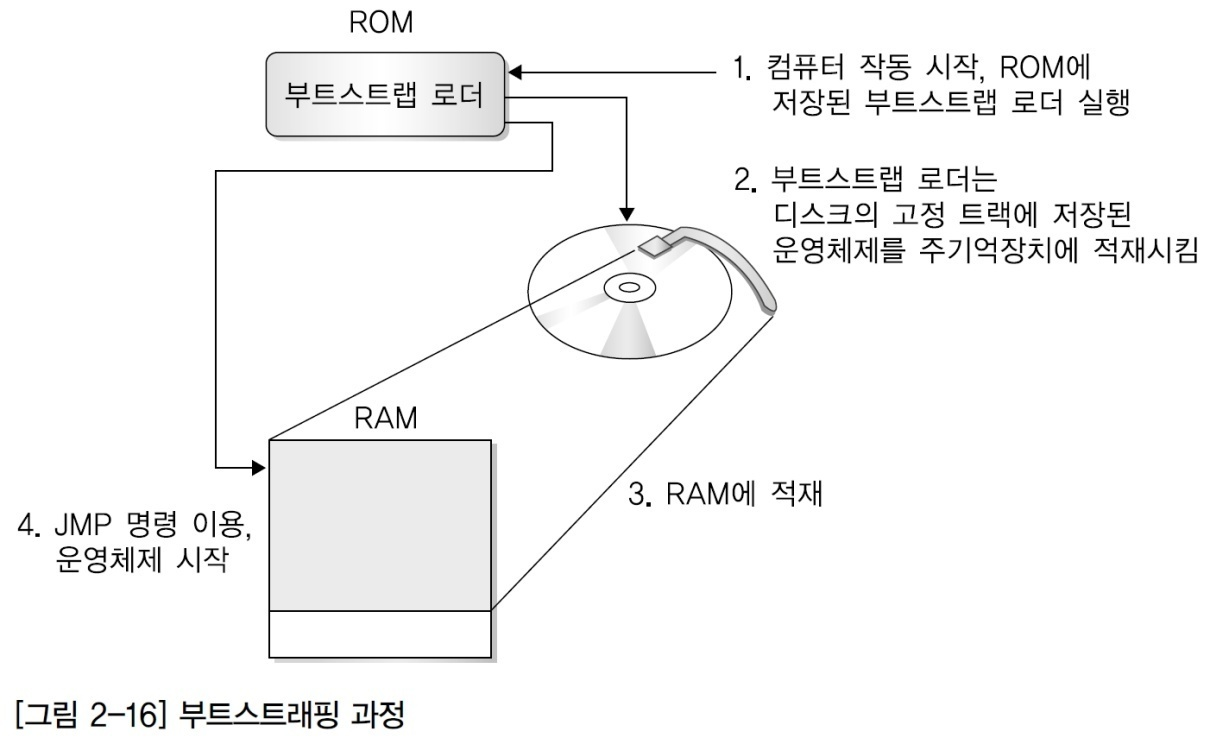 ROM
부트스트랩 로더
1. 컴퓨터 작동 시작, ROM에
저장된 부트스트랩 로더 실행
2. 부트스트랩 로더는
디스크의 고정 트랙에 저장된
운영체제를 주기억장치에 적재시킴
RAM
3. RAM에 적재
4. JMP 명령 이용,
운영체제 시작
[그림 2-16] 부트스트래핑 과정